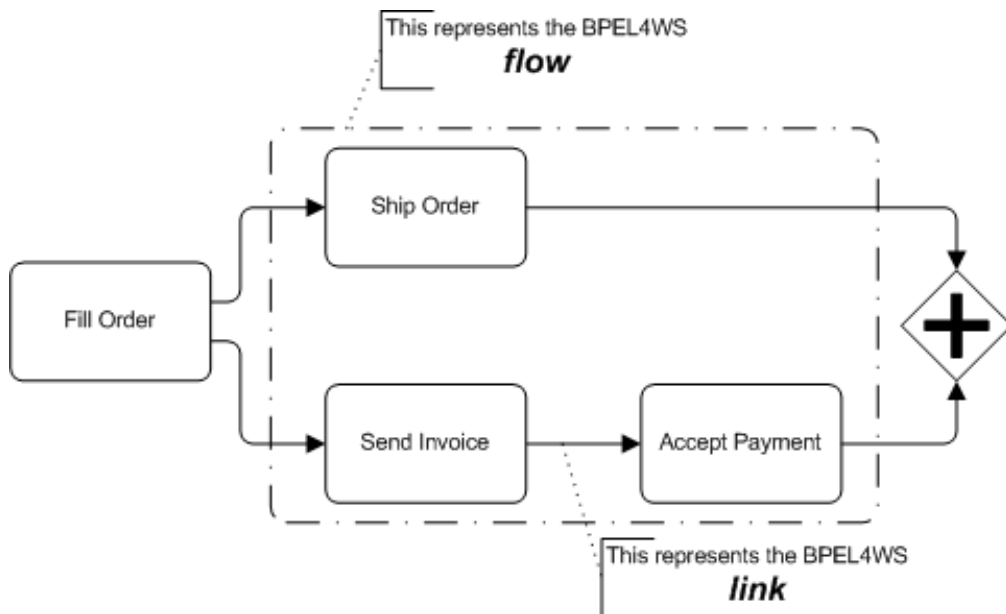 This represents the BPEL4WS
flow
Ship Order
Fill Order
Send Invoice
Accept Payment
This represents the BPEL4WS
link